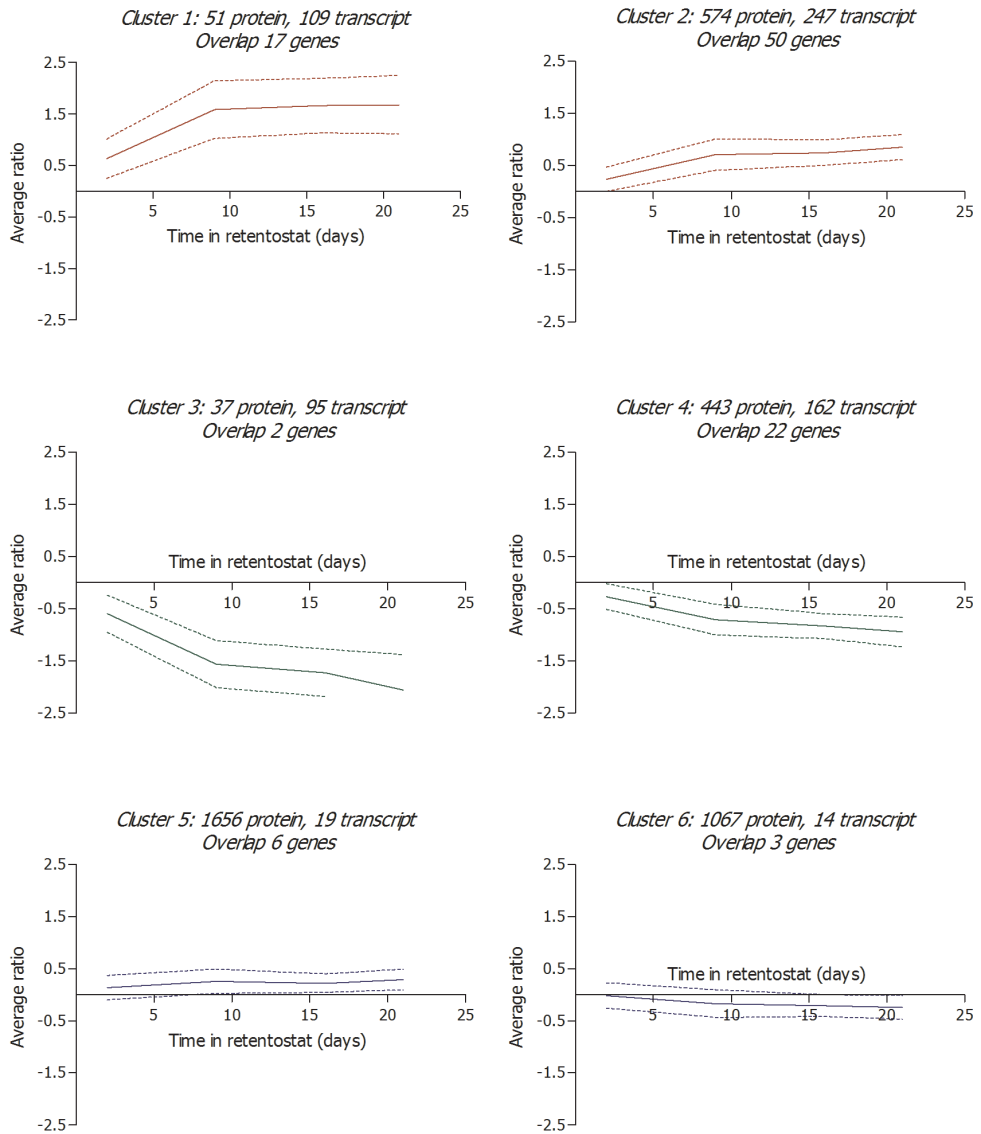 Cluster 1: 51 protein, 109 transcript
Overlap 17 genes
2.5
1.5
0.5
-0.5
-1.5
-2.5
5
10
15
20
25
Average ratio
Time in retentostat (days)
Cluster 2: 574 protein, 247 transcript
Overlap 50 genes
2.5
1.5
0.5
-0.5
-1.5
-2.5
5
10
15
20
25
Average ratio
Time in retentostat (days)
Cluster 3: 37 protein, 95 transcript
Overlap 2 genes
2.5
1.5
0.5
-0.5
-1.5
-2.5
Average ratio
Time in retentostat (days)
5
10
15
20
25
Cluster 4: 443 protein, 162 transcript
Overlap 22 genes
2.5
1.5
0.5
-0.5
-1.5
-2.5
Average ratio
Time in retentostat (days)
5
10
15
20
25
Cluster 5: 1656 protein, 19 transcript
Overlap 6 genes
2.5
1.5
0.5
-0.5
-1.5
-2.5
5
10
15
20
25
Average ratio
Time in retentostat (days)
Cluster 6: 1067 protein, 14 transcript
Overlap 3 genes
2.5
1.5
0.5
-0.5
-1.5
-2.5
Average ratio
Time in retentostat (days)
5
10
15
20
25